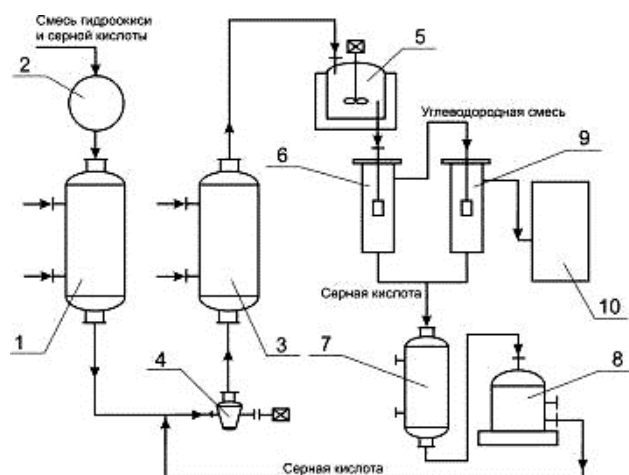 Смесь гидроокиси
и серной кислоты
2
5
Углеводородная смесь
6
9
10
Серная кислота
1
3
4
7
8
Серная кислота